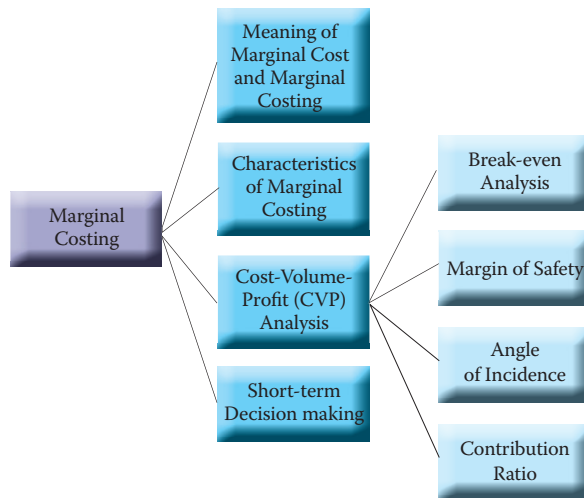 Marginal
Costing
Meaning of
Marginal Cost
and Marginal
Costing
Characteristics
of Marginal
Costing
Cost-Volume-
Profit (CVP)
Analysis
Short-term
Decision making
Break-even
Analysis
Margin of Safety
Angle
of Incidence
Contribution
Ratio